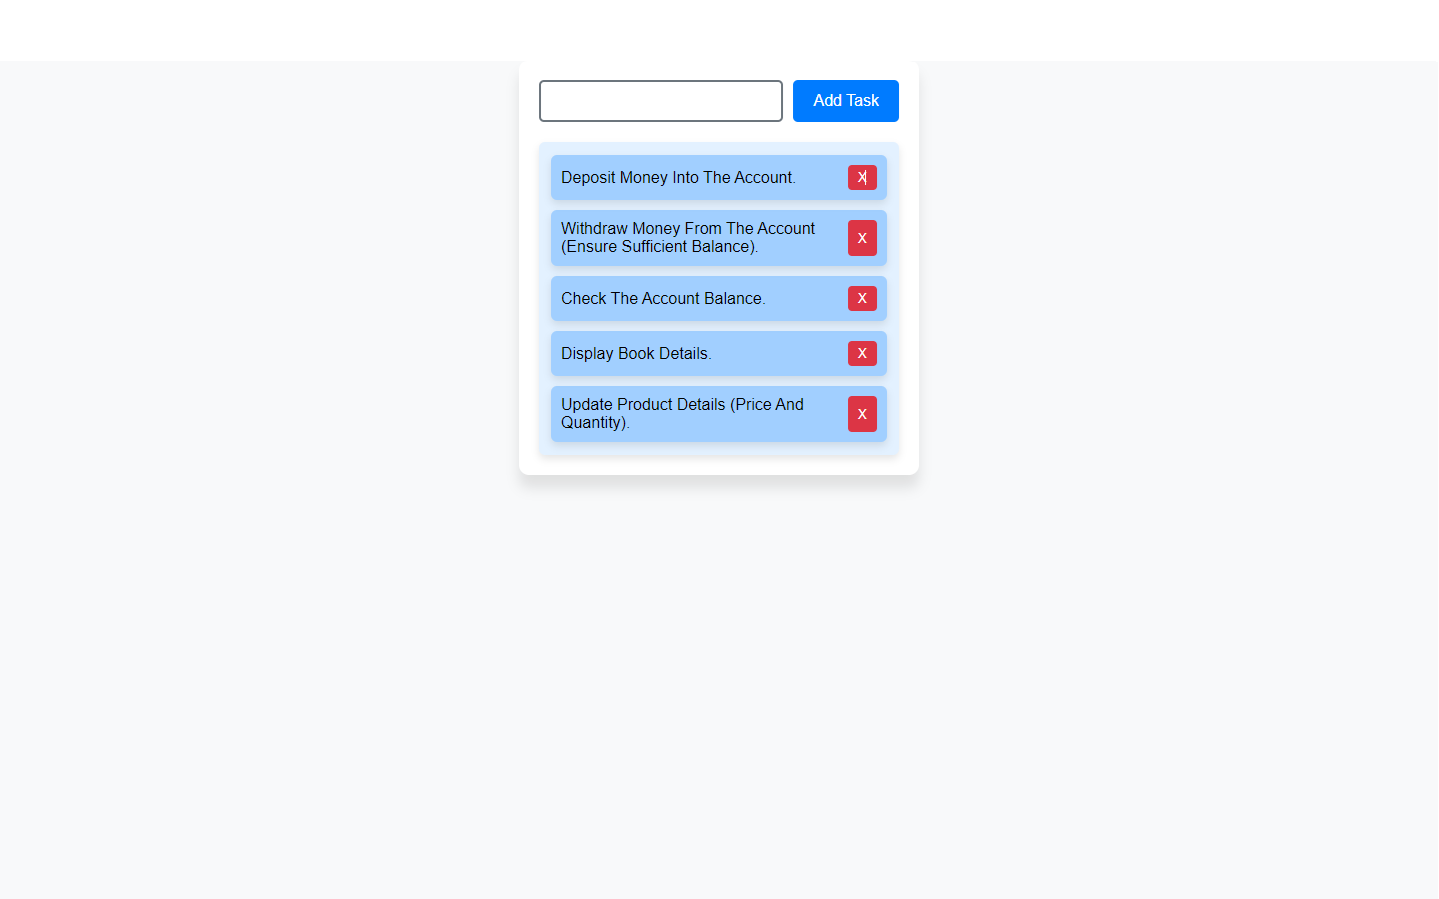 Add Task
Deposit Money Into The Account.
X
Withdraw Money From The Account
(Ensure Sufficient Balance).
X
Check The Account Balance.
X
Display Book Details.
X
Update Product Details (Price And
Quantity).
X